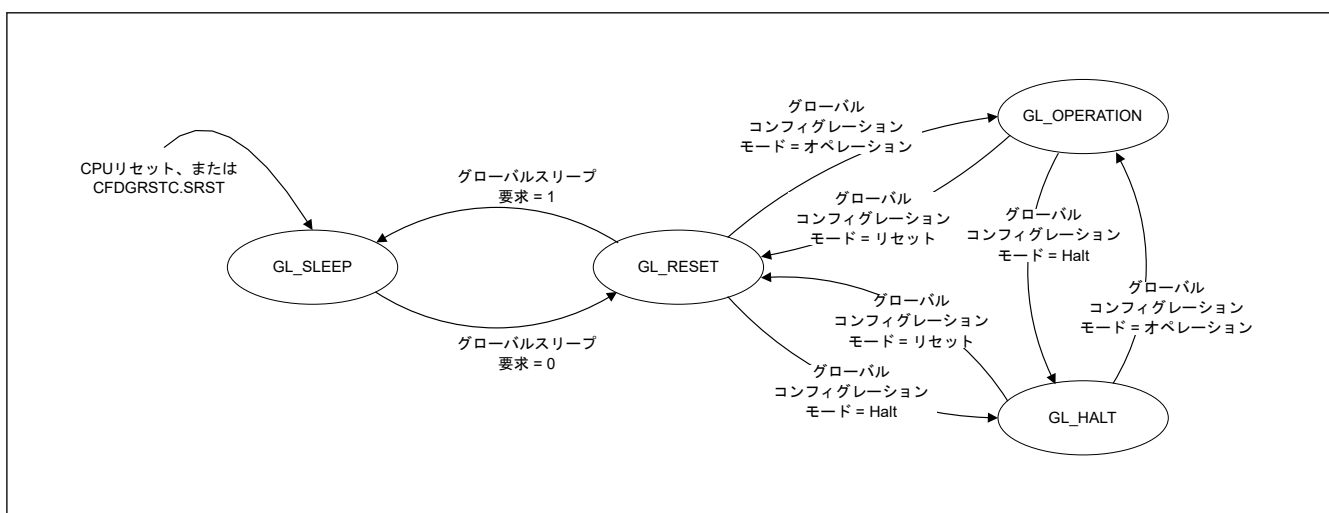 CPUリセット、または
CFDGRSTC.SRST
GL_SLEEP
グローバルスリープ
要求 = 1
グローバルスリープ
要求 = 0
GL_RESET
グローバル
コンフィグレーション
モード = オペレーション
GL_OPERATION
グローバル
コンフィグレーション
モード = リセット
グローバル
コンフィグレーション
モード = Halt
グローバル
コンフィグレーション
モード = リセット
グローバル
コンフィグレーション
モード = オペレーション
グローバル
コンフィグレーション
モード = Halt
GL_HALT